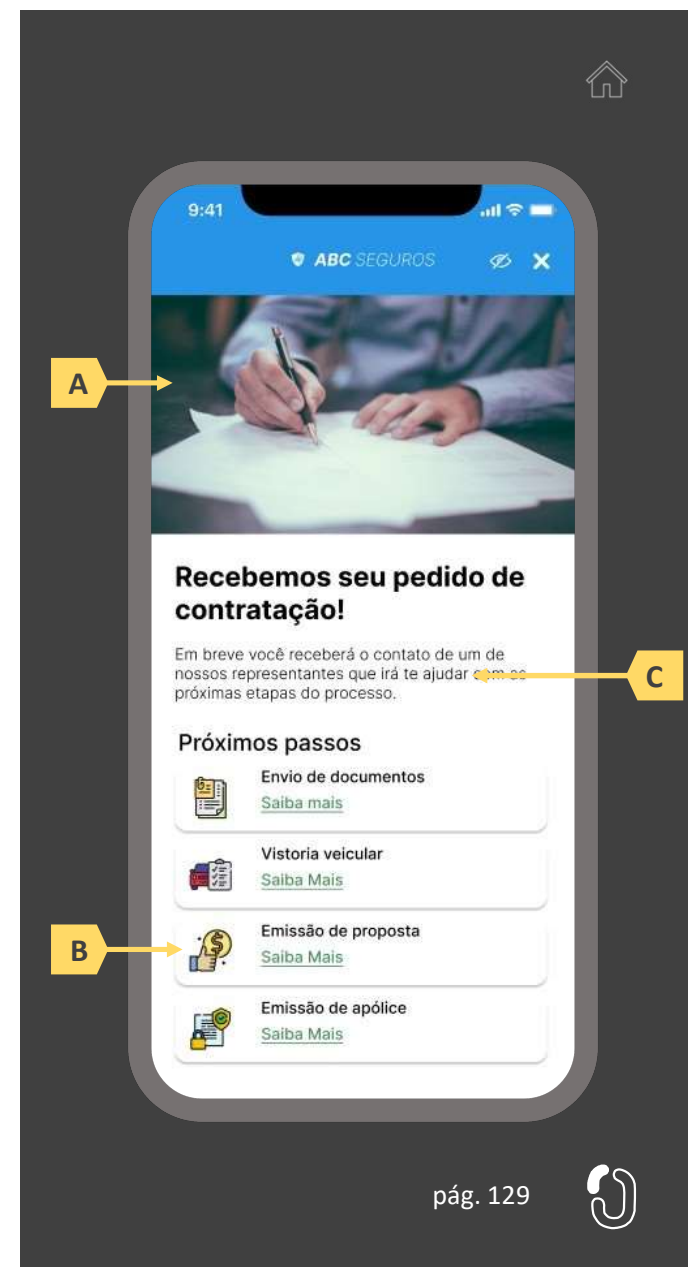 9:41
ABC SEGUROS
A
Recebemos seu pedido de
contratação!
Em breve você receberá o contato de um de
nossos representantes que irá te ajudar com as
C
próximas etapas do processo.
Próximos passos
Envio de documentos
Saiba mais
Vistoria veicular
Saiba Mais
Emissão de proposta
B
Saiba Mais
Emissão de apólice
Saiba Mais
pág. 129